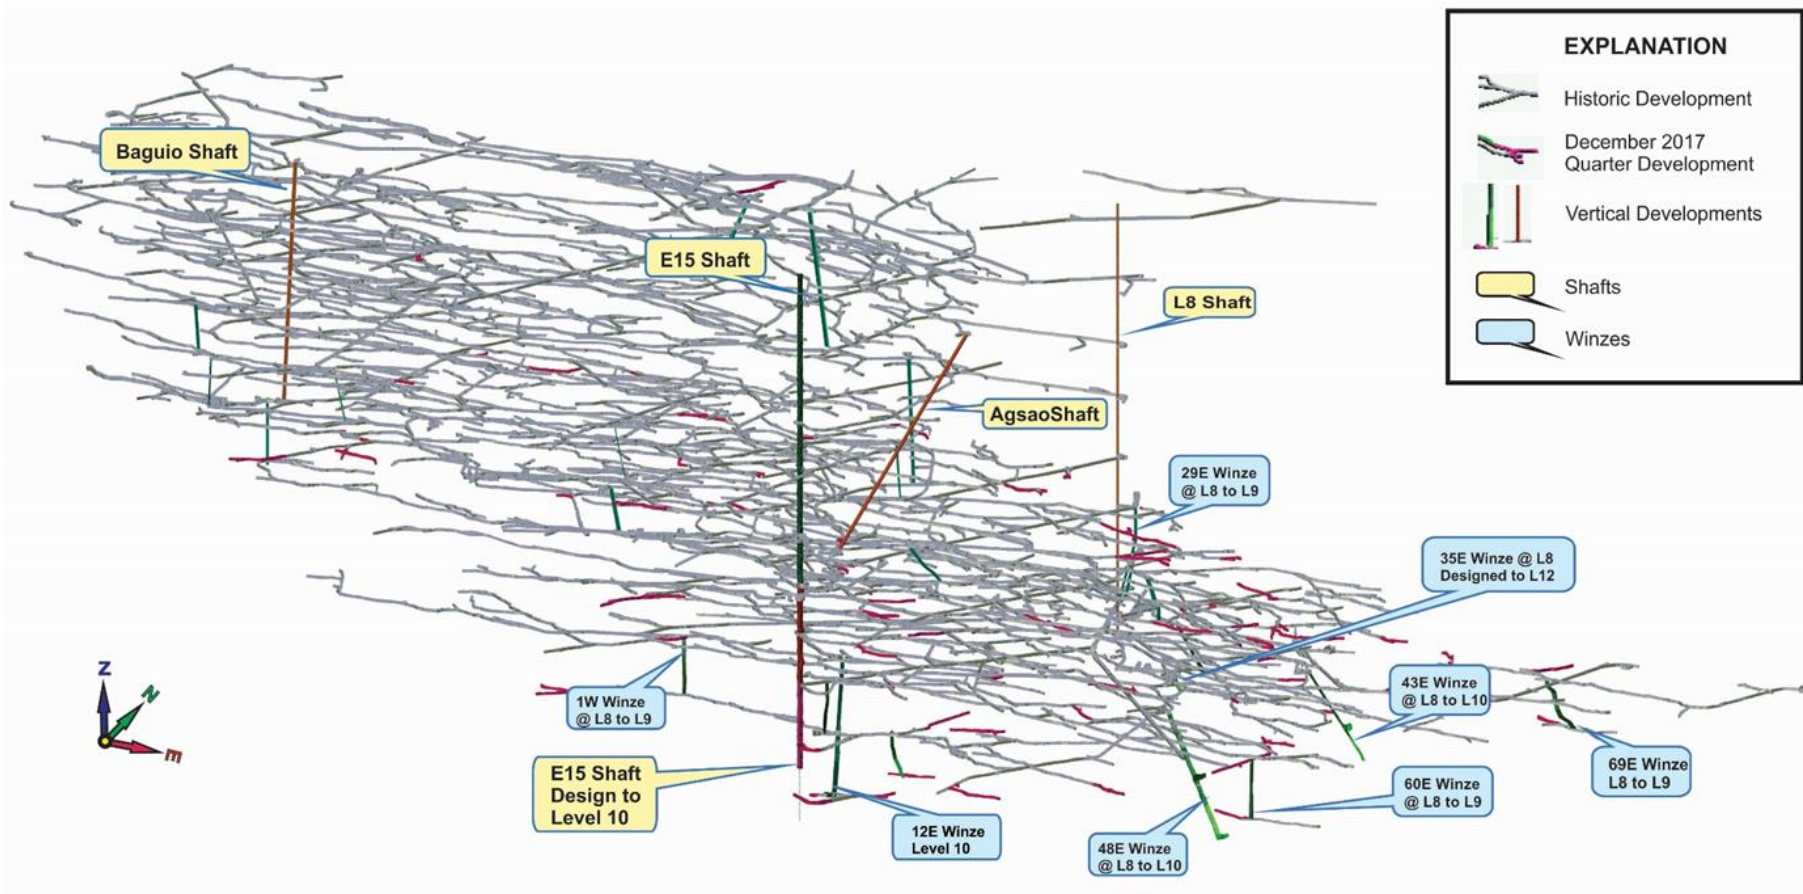 EXPLANATION
Historic Development
December 2017
Quarter Development
Vertical Developments
Shafts
Winzes
Baguio Shaft
E15 Shaft
L8 Shaft
AgsaoShaft
29E Winze
@ L8 to L9
35E Winze @ L8
Designed to L12
43E Winze
@ L8 to L10
1W Winze
@ L8 to L9
69E Winze
L8 to L9
E15 Shaft
Design to
Level 10
60E Winze
@ L8 to L9
12E Winze
Level 10
48E Winze
@ L8 to L10
Z
N
E